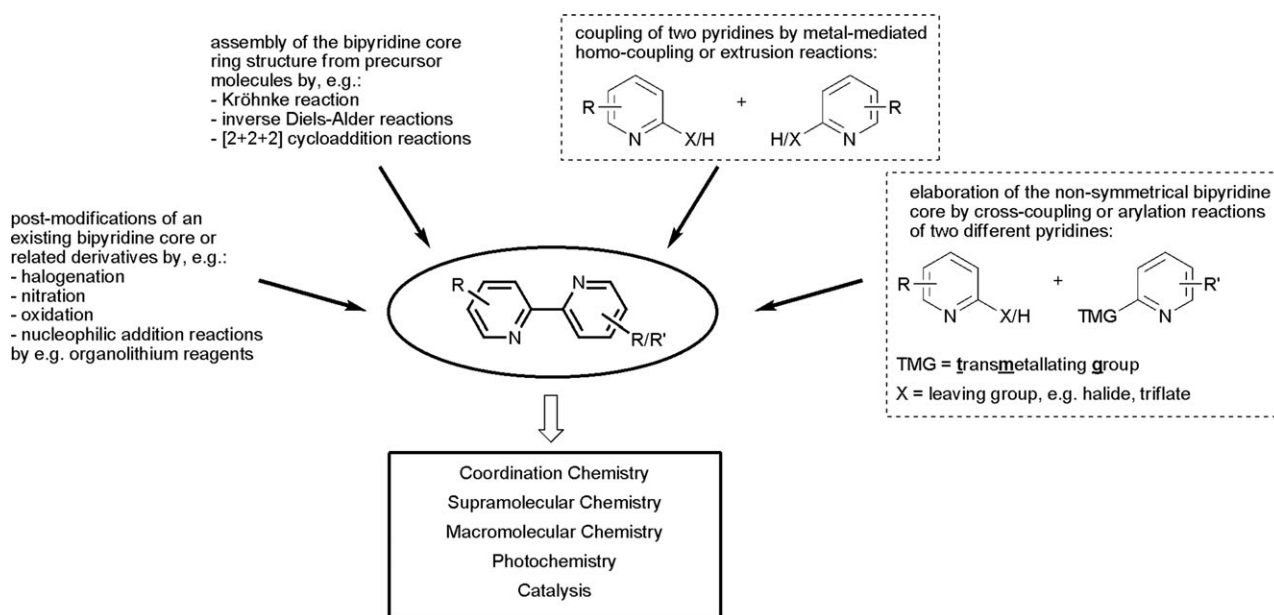 assembly of the bipyridine core
ring structure from precursor
molecules by, e.g.:
- Kröhnke reaction
- inverse Diels-Alder reactions
- [2+2+2] cycloaddition reactions
coupling of two pyridines by metal-mediated
homo-coupling or extrusion reactions:
R
N
X/H
+
H/X
N
R
post-modifications of an
existing bipyridine core or
related derivatives by, e.g.:
- halogenation
- nitration
- oxidation
- nucleophilic addition reactions
by e.g. organolithium reagents
R
N
N
R/R'
elaboration of the non-symmetrical bipyridine
core by cross-coupling or arylation reactions
of two different pyridines:
R
N
X/H
+
TMG
N
R'
TMG = transmetallating group
X = leaving group, e.g. halide, triflate
Coordination Chemistry
Supramolecular Chemistry
Macromolecular Chemistry
Photochemistry
Catalysis